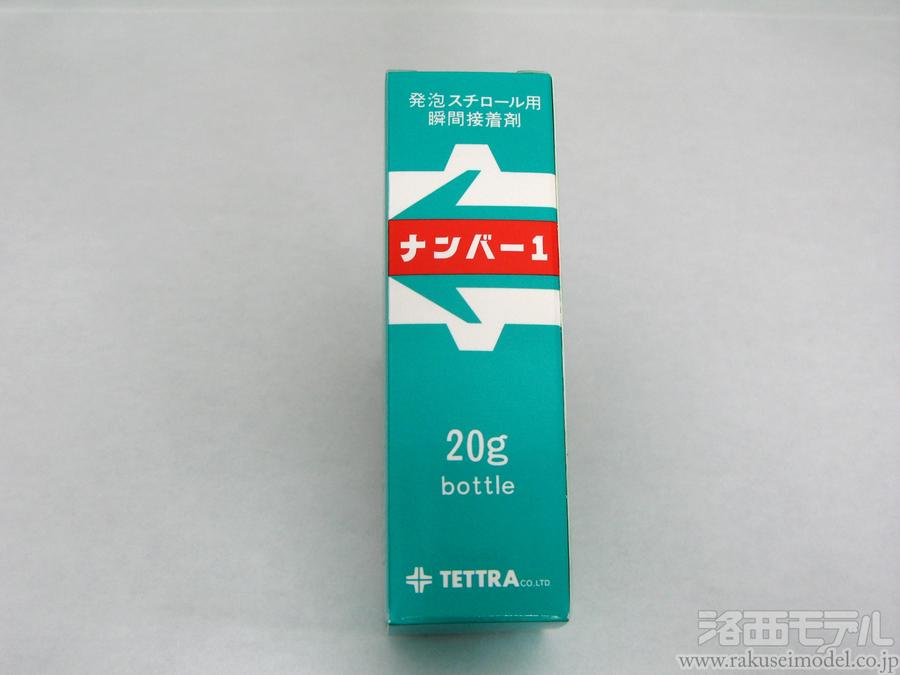 発泡スチロール用
瞬間接着剤
ナンバー1
20g
bottle
TETTRA CO.LTD.
洛西モデル
www.rakuseimodel.co.jp